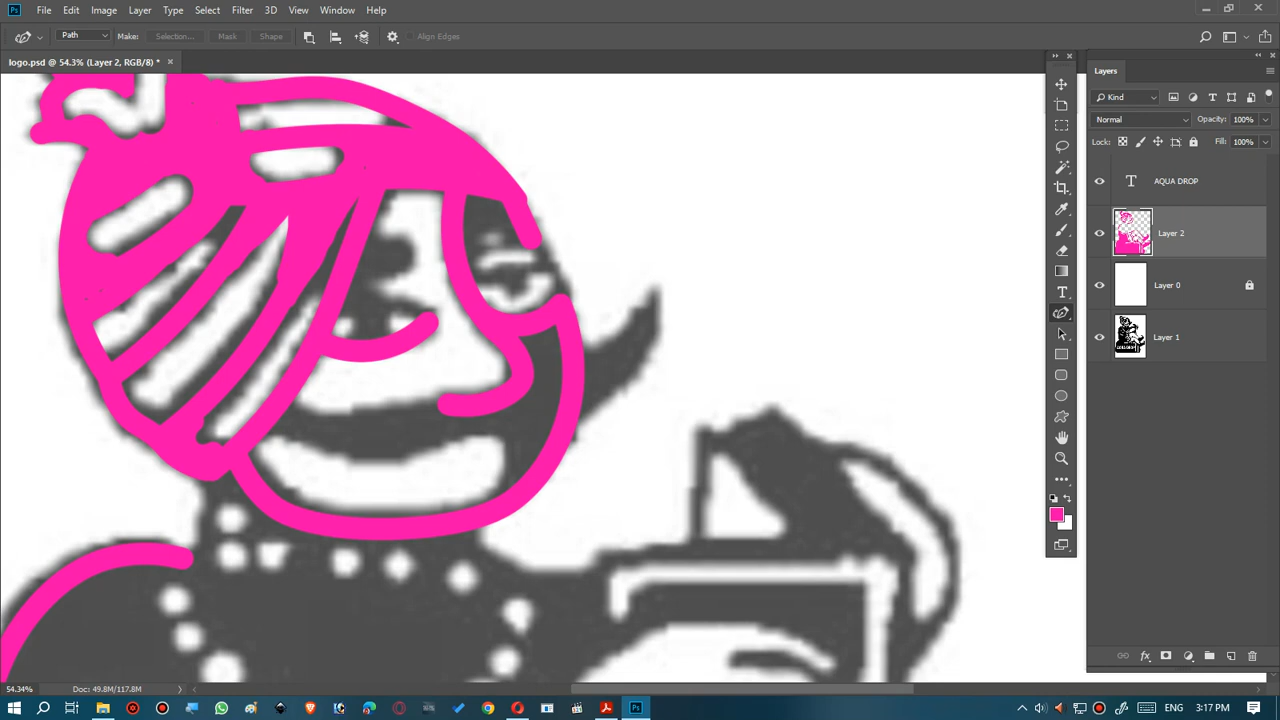 Ps File Edit Image Layer Type Select Filter 3D View Window Help
Path Make: Selection... Mask Shape Align Edges
logo.psd @ 54.3% (Layer 2, RGB/8) *
Layers
Kind
Normal Opacity: 100%
Lock: Fill: 100%
T AQUA DROP
Layer 2
Layer 0
Layer 1
54.34% Doc: 49.8M/117.8M
Ps ENG 3:17 PM